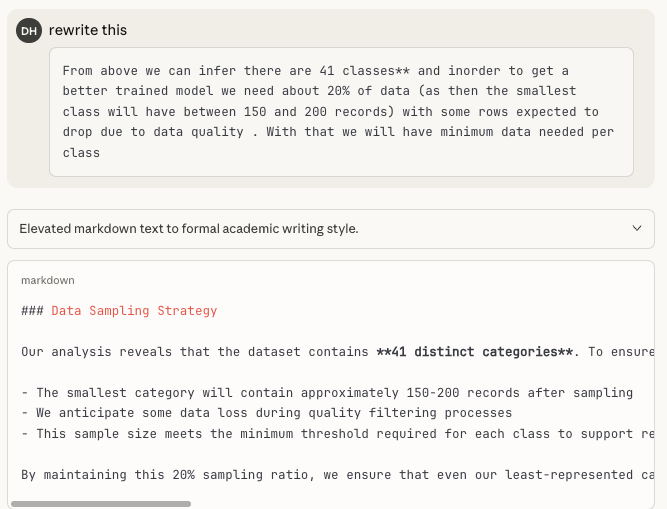 DH rewrite this
From above we can infer there are 41 classes** and inorder to get a
better trained model we need about 20% of data (as then the smallest
class will have between 150 and 200 records) with some rows expected to
drop due to data quality . With that we will have minimum data needed per
class
Elevated markdown text to formal academic writing style.
markdown
### Data Sampling Strategy
Our analysis reveals that the dataset contains **41 distinct categories**. To ensure
- The smallest category will contain approximately 150-200 records after sampling
- We anticipate some data loss during quality filtering processes
- This sample size meets the minimum threshold required for each class to support re
By maintaining this 20% sampling ratio, we ensure that even our least-represented ca